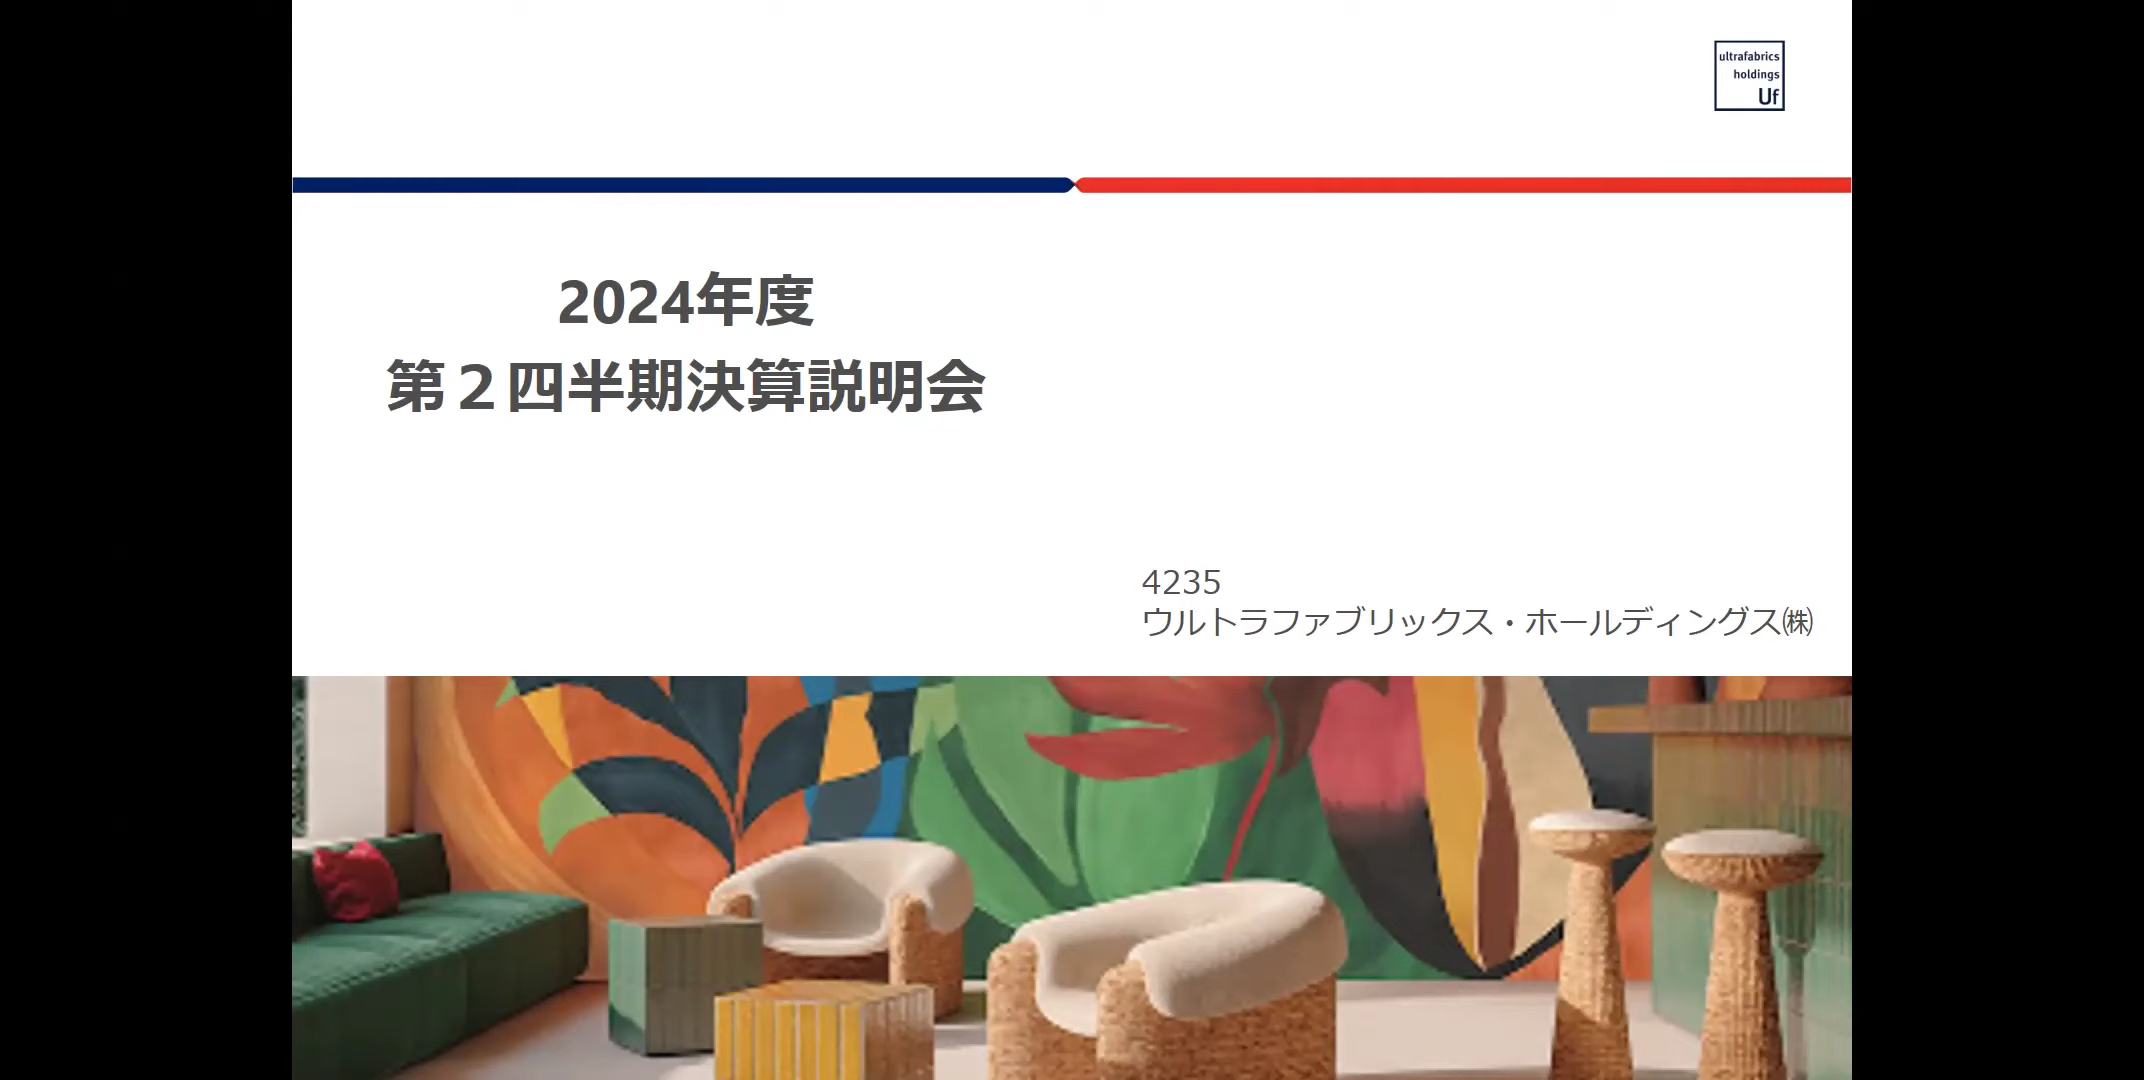 ultrafabrics
holdings
Uf
2024年度
第２四半期決算説明会
4235
ウルトラファブリックス・ホールディングス㈱